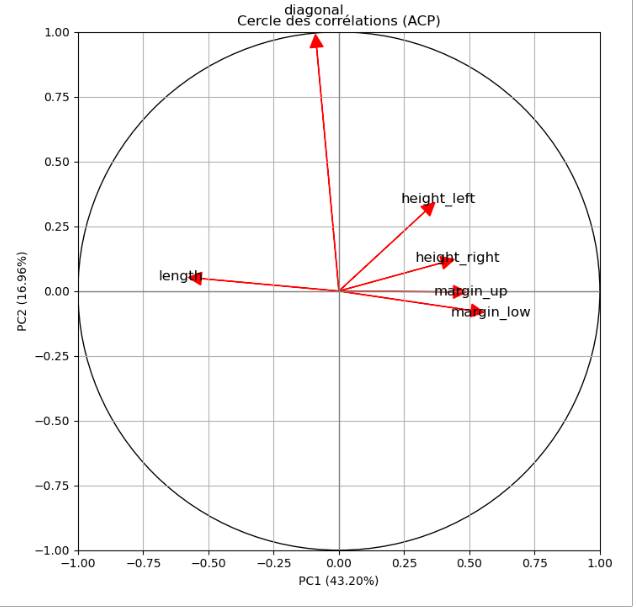 diagonal
Cercle des corrélations (ACP)
1.00
0.75
0.50
0.25
0.00
−0.25
−0.50
−0.75
−1.00
PC2 (16.96%)
height_left
height_right
length
margin_up
margin_low
−1.00 −0.75 −0.50 −0.25 0.00 0.25 0.50 0.75 1.00
PC1 (43.20%)